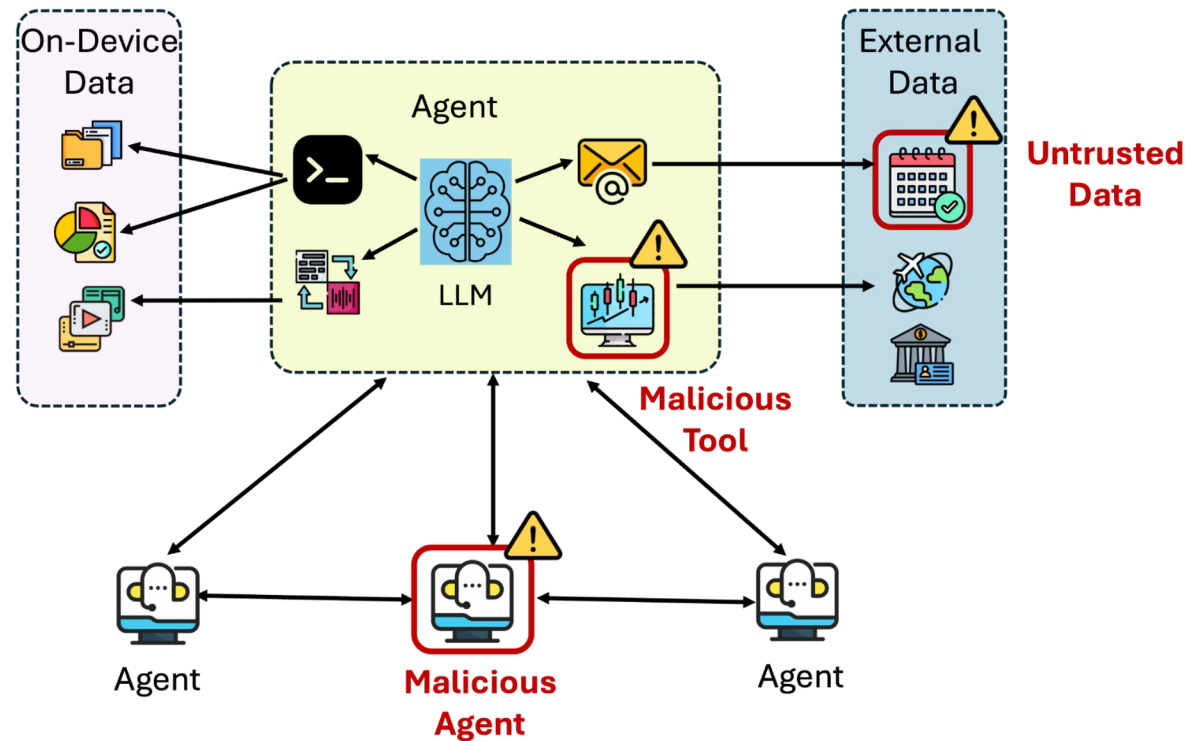 On-Device
Data
Agent
LLM
External
Data
Untrusted
Data
Malicious
Tool
Agent
Malicious
Agent
Agent